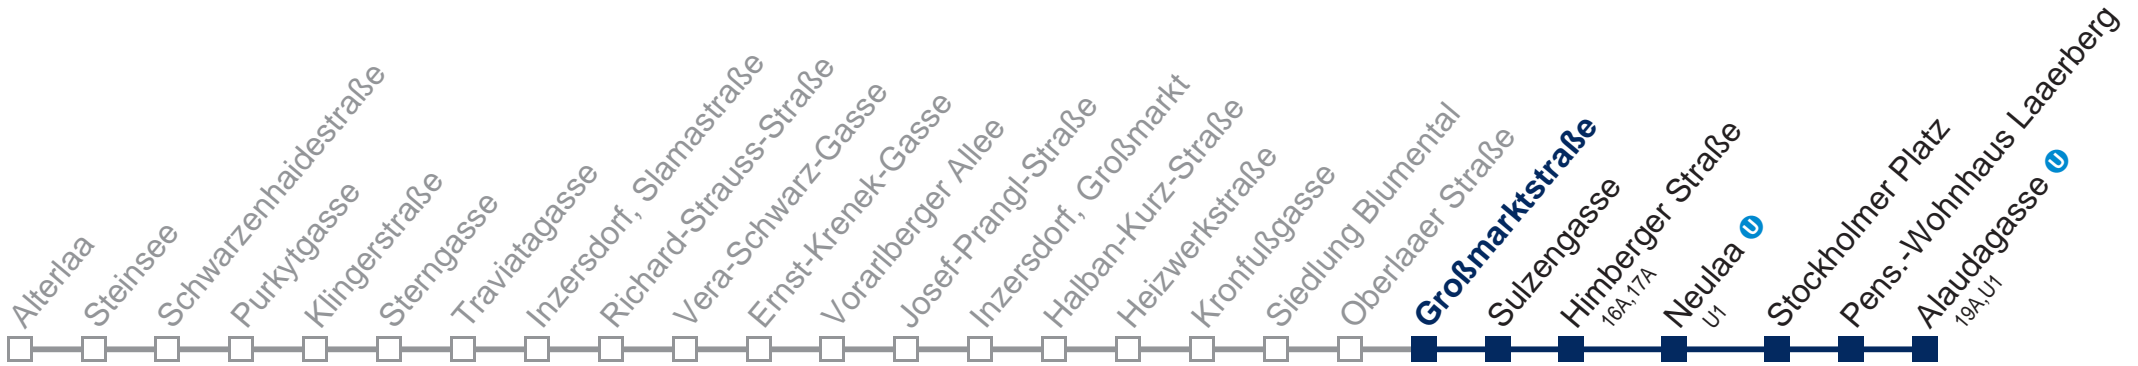 Alterlaa
Steinsee
Schwarzenhaidestraße
Purkytgasse
Klingerstraße
Sterngasse
Traviatagasse
Inzersdorf, Slamastraße
Richard-Strauss-Straße
Vera-Schwarz-Gasse
Ernst-Krenek-Gasse
Vorarlberger Allee
Josef-Prangl-Straße
Inzersdorf, Großmarkt
Halban-Kurz-Straße
Heizwerkstraße
Kronfußgasse
Siedlung Blumental
Oberlaaer Straße
Großmarktstraße
Sulzengasse
Himberger Straße
16A,17A
Neulaa U
U1
Stockholmer Platz
Pens.-Wohnhaus Laaerberg
Alaudagasse U
19A,U1